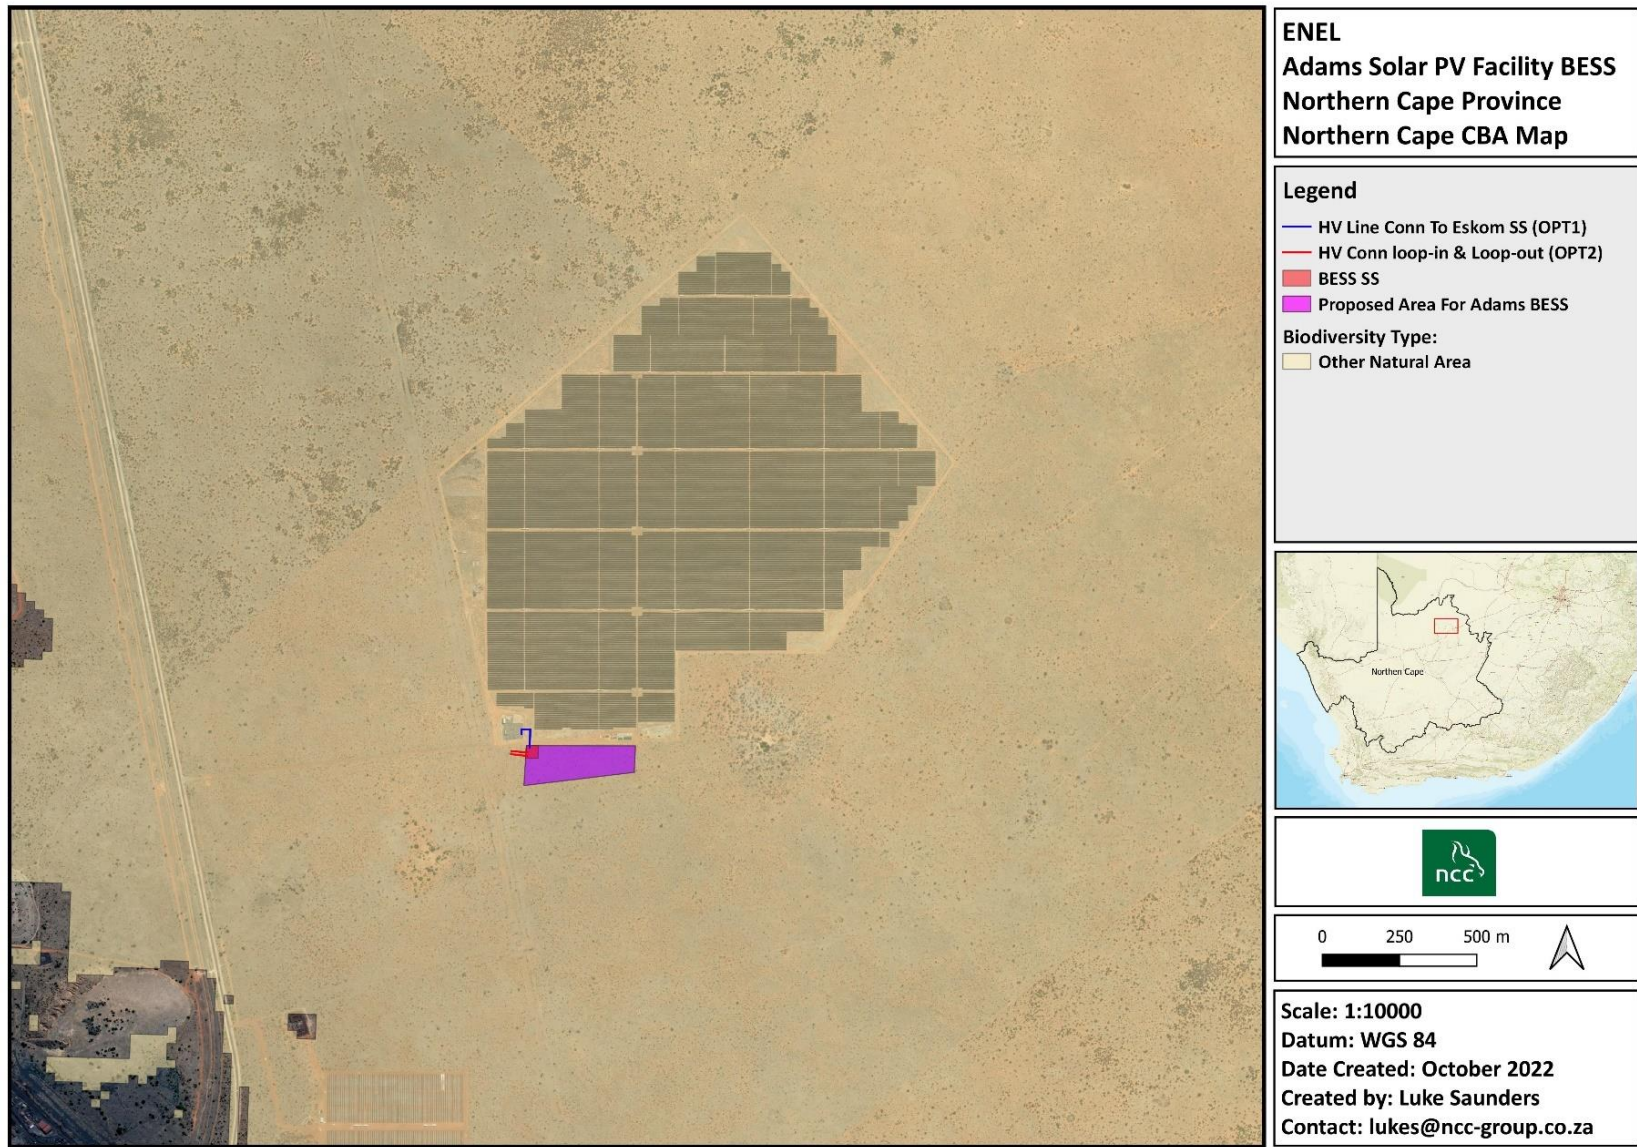 ENEL
Adams Solar PV Facility BESS
Northern Cape Province
Northern Cape CBA Map
Legend
HV Line Conn To Eskom SS (OPT1)
HV Conn loop-in & Loop-out (OPT2)
BESS SS
Proposed Area For Adams BESS
Biodiversity Type:
Other Natural Area
Northen Cape
ncc
0 250 500 m
Scale: 1:10000
Datum: WGS 84
Date Created: October 2022
Created by: Luke Saunders
Contact: lukes@ncc-group.co.za